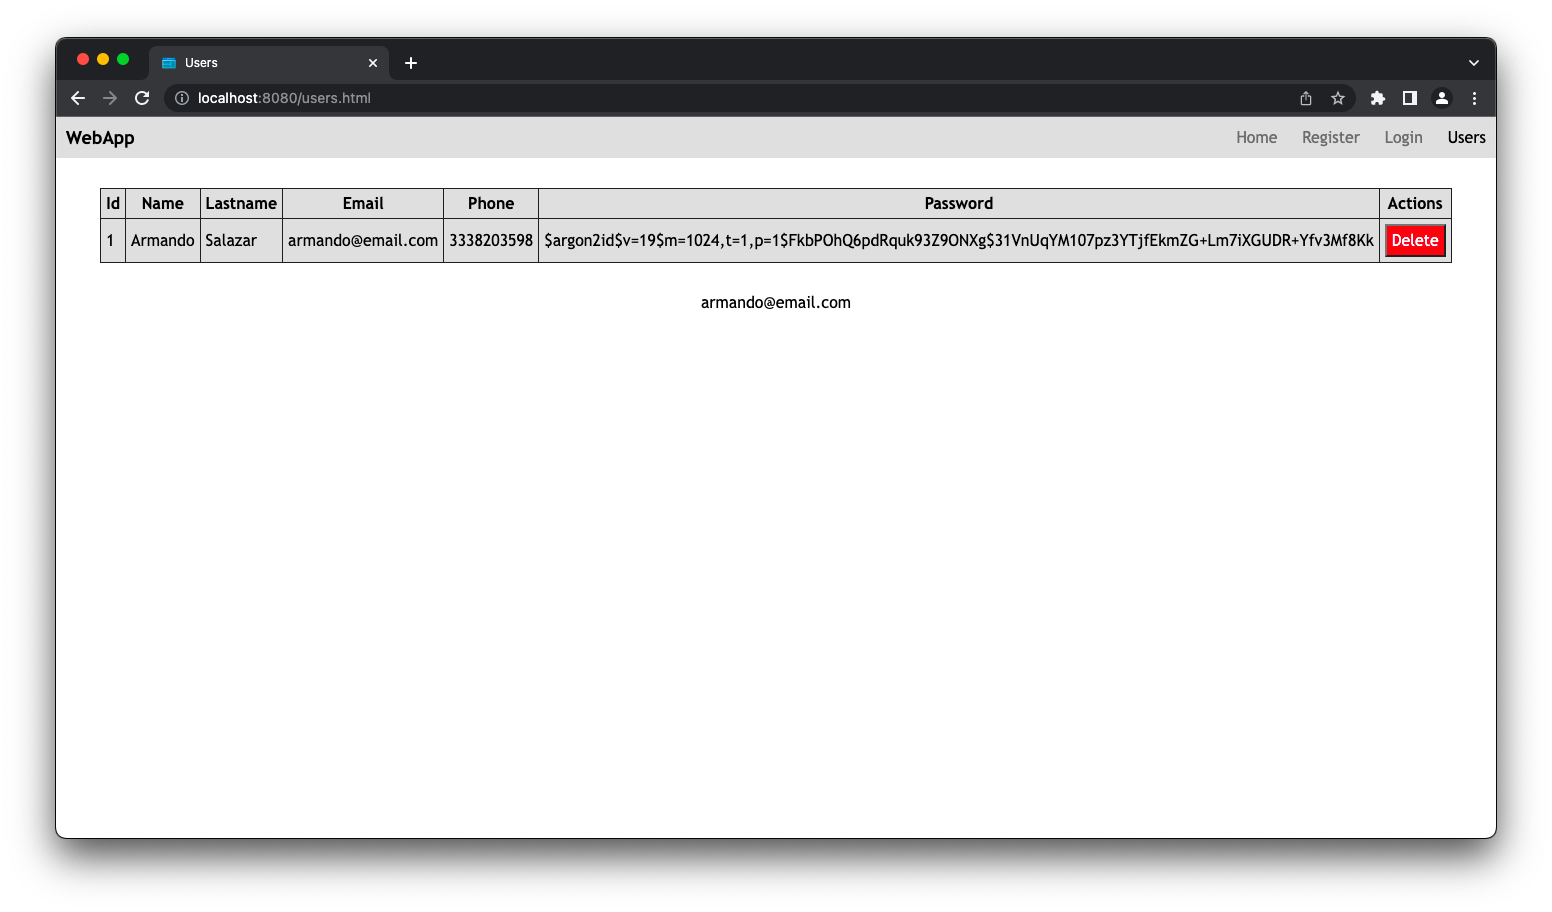 Users
localhost:8080/users.html
WebApp Home Register Login Users
Id Name Lastname Email Phone Password Actions
1 Armando Salazar armando@email.com 3338203598 $argon2id$v=19$m=1024,t=1,p=1$FkbPOhQ6pdRquk93Z9ONXg$31VnUqYM107pz3YTjfEkmZG+Lm7iXGUDR+Yfv3Mf8Kk Delete
armando@email.com